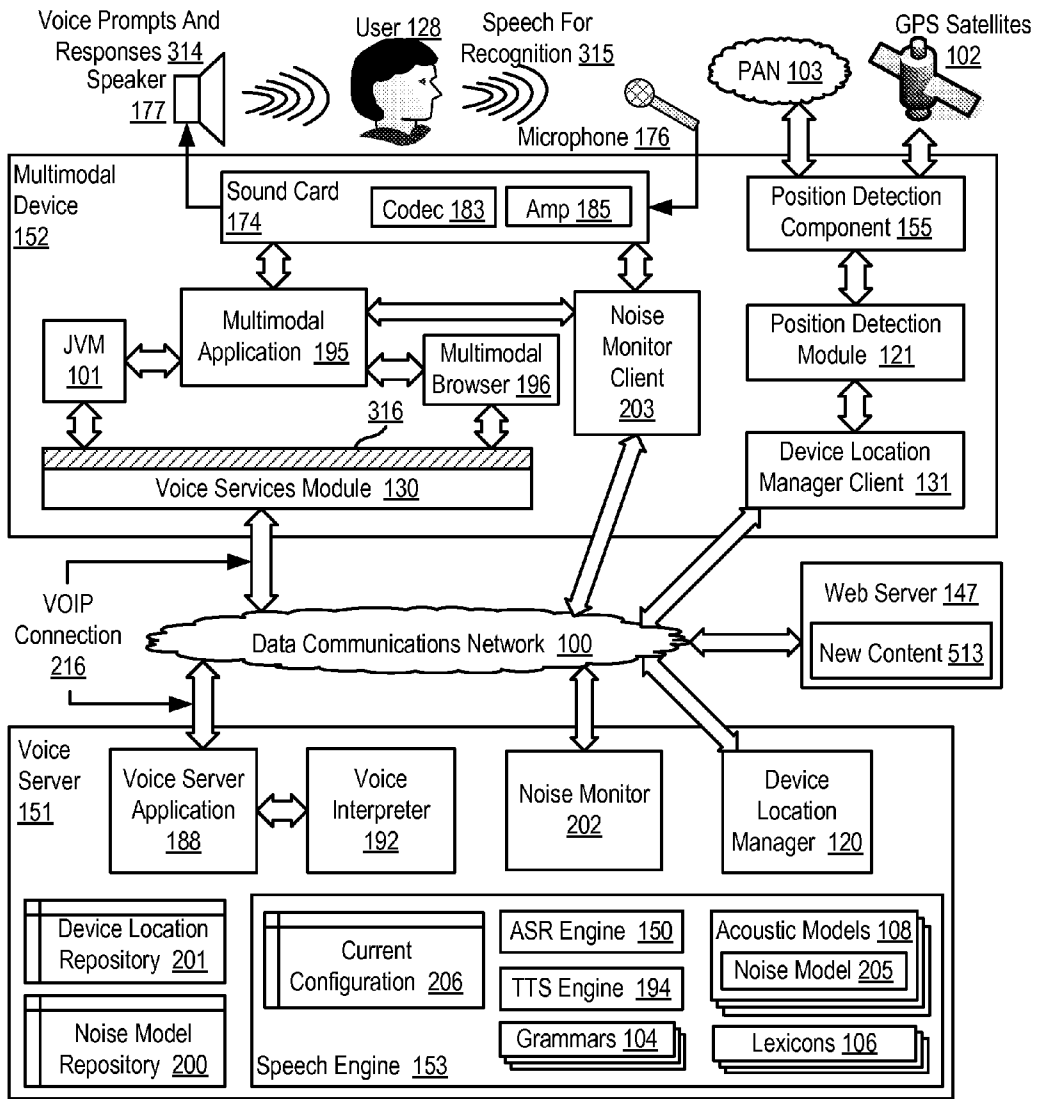 Voice Prompts And
Responses 314
Speaker
177
User 128
Speech For
Recognition 315
Microphone 176
PAN 103
GPS Satellites
102
Multimodal
Device
152
Sound Card
174
Codec 183
Amp 185
Position Detection
Component 155
JVM
101
Multimodal
Application 195
Multimodal
Browser 196
Noise
Monitor
Client
203
Position Detection
Module 121
316
Voice Services Module 130
Device Location
Manager Client 131
VOIP
Connection
216
Data Communications Network 100
Web Server 147
New Content 513
Voice
Server
151
Voice Server
Application
188
Voice
Interpreter
192
Noise Monitor
202
Device
Location
Manager 120
Device Location
Repository 201
Noise Model
Repository 200
Current
Configuration 206
ASR Engine 150
TTS Engine 194
Grammars 104
Acoustic Models 108
Noise Model 205
Lexicons 106
Speech Engine 153